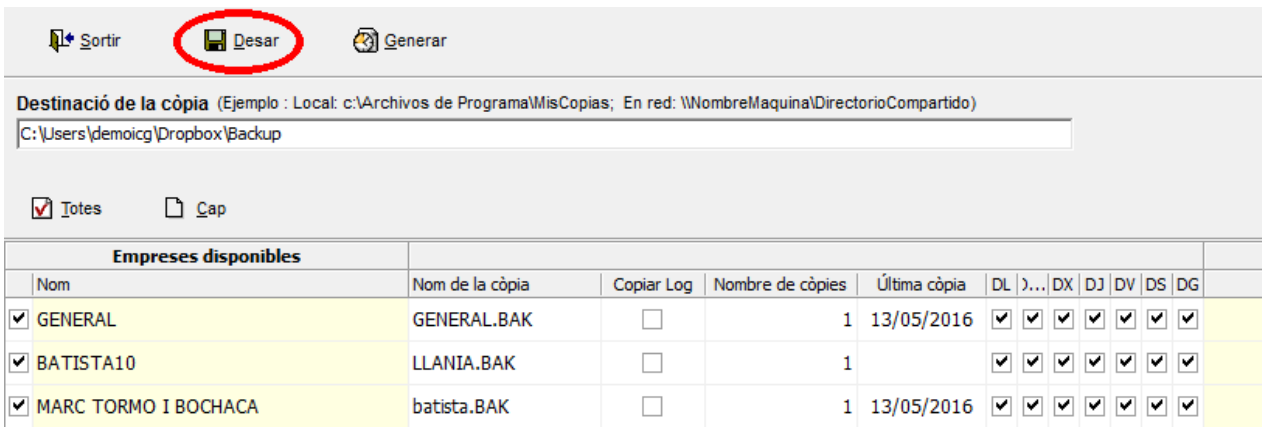 Sortir Desar Generar
Destinació de la còpia (Ejemplo : Local: c:\Archivos de Programa\MisCopias; En red: \\NombreMaquina\DirectorioCompartido)
C:\Users\demoicg\Dropbox\Backup
Totes Cap
Empreses disponibles
Nom Nom de la còpia Copiar Log Nombre de còpies Última còpia DL D... DX DJ DV DS DG
GENERAL GENERAL.BAK 1 13/05/2016
BATISTA10 LLANIA.BAK 1
MARC TORMO I BOCHACA batista.BAK 1 13/05/2016